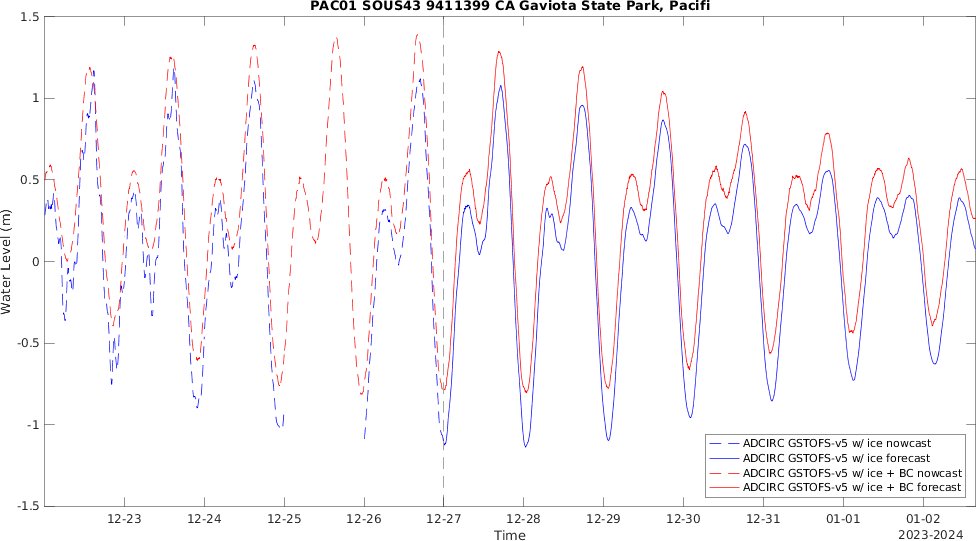 PAC01 SOUS43 9411399 CA Gaviota State Park, Pacifi
1.5
1
0.5
0
-0.5
-1
-1.5
Water Level (m)
12-23 12-24 12-25 12-26 12-27 12-28 12-29 12-30 12-31 01-01 01-02
Time
2023-2024
ADCIRC GSTOFS-v5 w/ ice nowcast
ADCIRC GSTOFS-v5 w/ ice forecast
ADCIRC GSTOFS-v5 w/ ice + BC nowcast
ADCIRC GSTOFS-v5 w/ ice + BC forecast